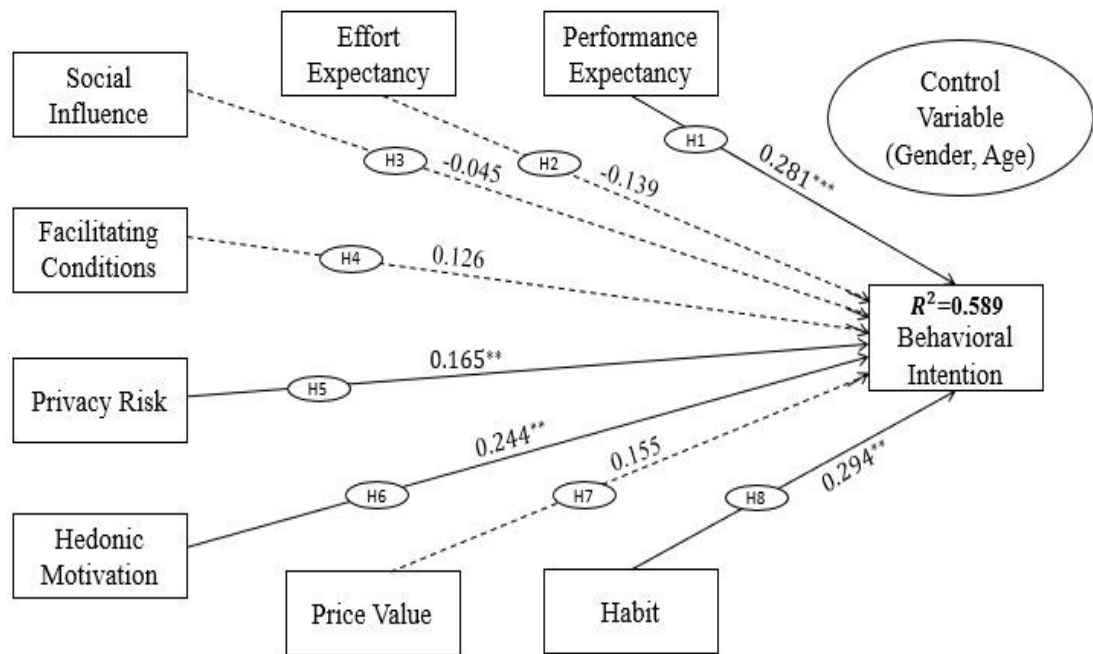 Effort
Expectancy
Performance
Expectancy
Social
Influence
Control
Variable
(Gender, Age)
H1
0.281***
H3
-0.045
H2
-0.139
Facilitating
Conditions
H4
0.126
R²=0.589
Behavioral
Intention
Privacy Risk
H5
0.165**
Hedonic
Motivation
H6
0.244**
H7
0.155
H8
0.294**
Price Value
Habit